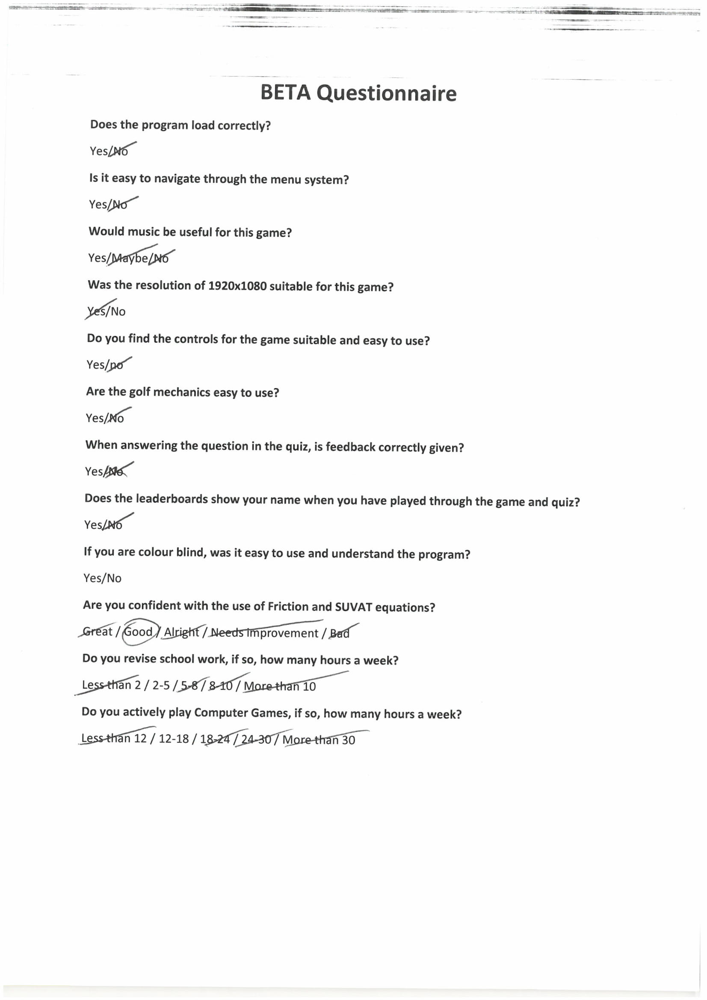 BETA Questionnaire
Does the program load correctly?
Yes/No
Is it easy to navigate through the menu system?
Yes/No
Would music be useful for this game?
Yes/Maybe/No
Was the resolution of 1920x1080 suitable for this game?
Yes/No
Do you find the controls for the game suitable and easy to use?
Yes/no
Are the golf mechanics easy to use?
Yes/No
When answering the question in the quiz, is feedback correctly given?
Yes/No
Does the leaderboards show your name when you have played through the game and quiz?
Yes/No
If you are colour blind, was it easy to use and understand the program?
Yes/No
Are you confident with the use of Friction and SUVAT equations?
Great / Good / Alright / Needs improvement / Bad
Do you revise school work, if so, how many hours a week?
Less than 2 / 2-5 / 5-8 / 8-10 / More than 10
Do you actively play Computer Games, if so, how many hours a week?
Less than 12 / 12-18 / 18-24 / 24-30 / More than 30